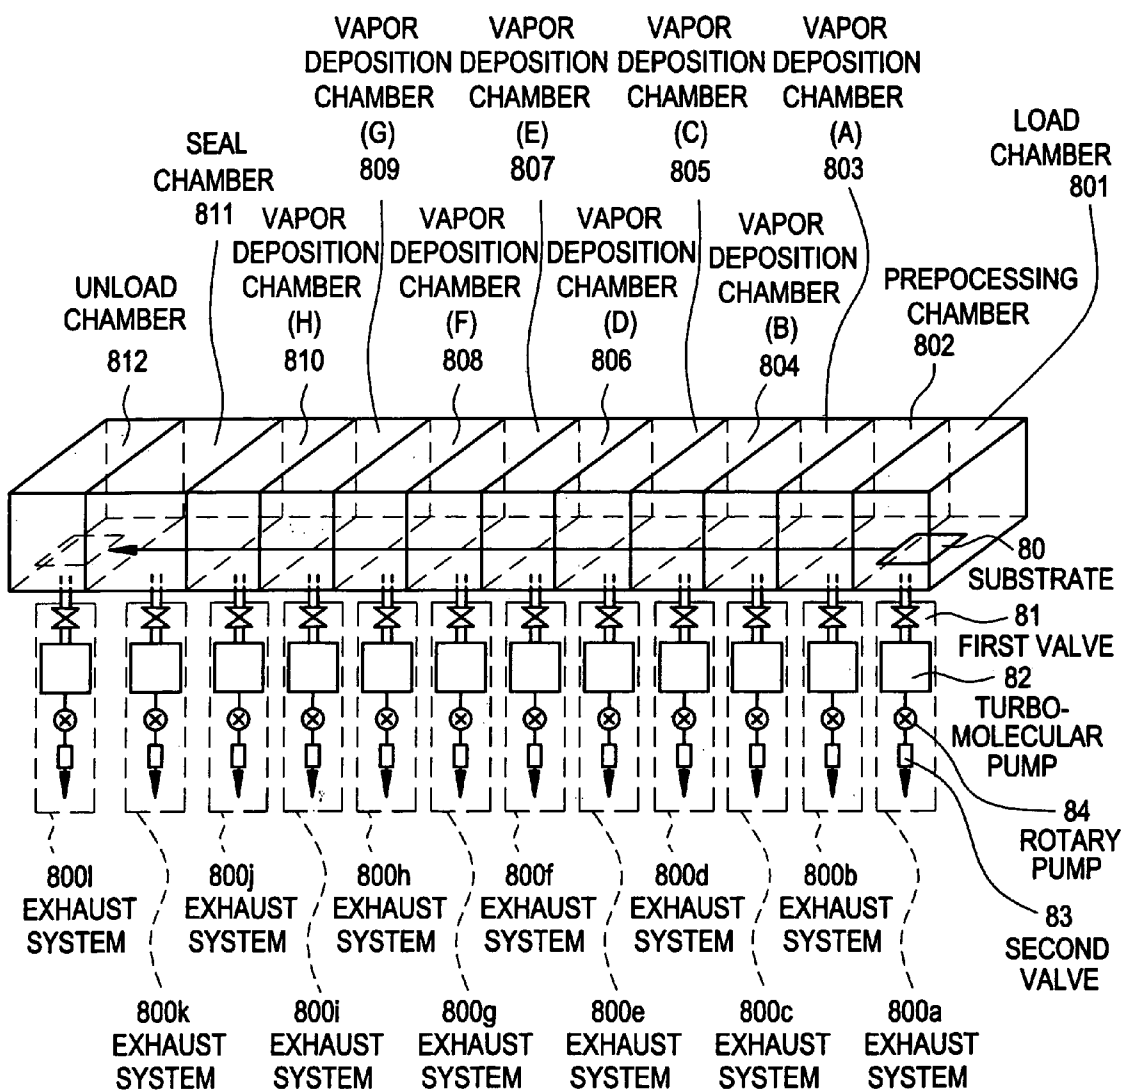 VAPOR
DEPOSITION
CHAMBER
(G)
809
VAPOR
DEPOSITION
CHAMBER
(E)
807
VAPOR
DEPOSITION
CHAMBER
(C)
805
VAPOR
DEPOSITION
CHAMBER
(A)
803
LOAD
CHAMBER
801
SEAL
CHAMBER
811
VAPOR
DEPOSITION
CHAMBER
(H)
810
VAPOR
DEPOSITION
CHAMBER
(F)
808
VAPOR
DEPOSITION
CHAMBER
(D)
806
VAPOR
DEPOSITION
CHAMBER
(B)
804
PREPOCESSING
CHAMBER
802
UNLOAD
CHAMBER
812
80
SUBSTRATE
81
FIRST VALVE
82
TURBO-
MOLECULAR
PUMP
84
ROTARY
PUMP
83
SECOND
VALVE
800l
EXHAUST
SYSTEM
800j
EXHAUST
SYSTEM
800h
EXHAUST
SYSTEM
800f
EXHAUST
SYSTEM
800d
EXHAUST
SYSTEM
800b
EXHAUST
SYSTEM
800k
EXHAUST
SYSTEM
800i
EXHAUST
SYSTEM
800g
EXHAUST
SYSTEM
800e
EXHAUST
SYSTEM
800c
EXHAUST
SYSTEM
800a
EXHAUST
SYSTEM